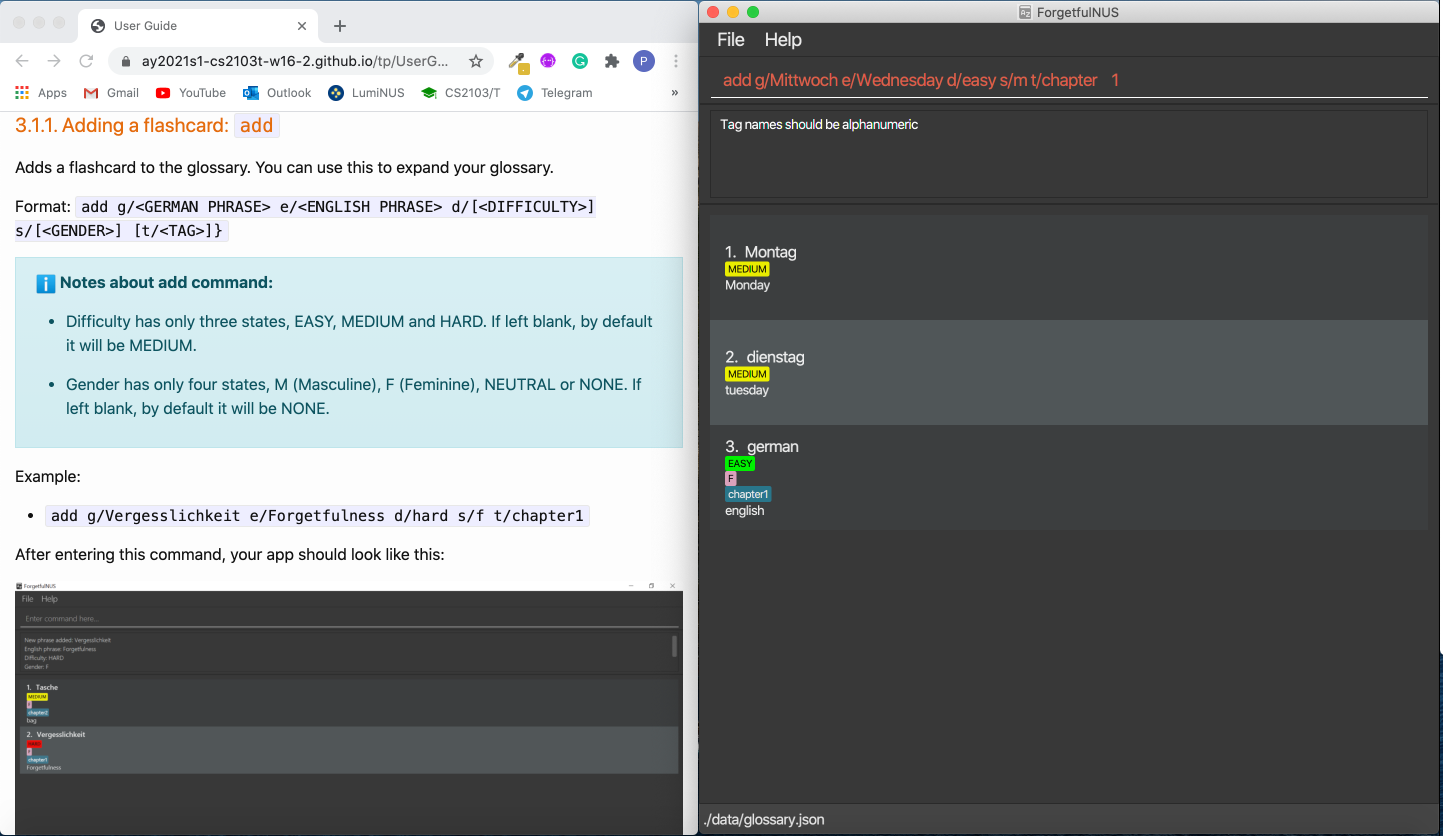 User Guide
ay2021s1-cs2103t-w16-2.github.io/tp/UserG...
P
Apps
Gmail
YouTube
Outlook
LumiNUS
CS2103/T
Telegram
»
3.1.1. Adding a flashcard: add
Adds a flashcard to the glossary. You can use this to expand your glossary.
Format: add g/<GERMAN PHRASE> e/<ENGLISH PHRASE> d/[<DIFFICULTY>]
s/[<GENDER>] [t/<TAG>]}
Notes about add command:
• Difficulty has only three states, EASY, MEDIUM and HARD. If left blank, by default
it will be MEDIUM.
• Gender has only four states, M (Masculine), F (Feminine), NEUTRAL or NONE. If
left blank, by default it will be NONE.
Example:
• add g/Vergesslichkeit e/Forgetfulness d/hard s/f t/chapter1
After entering this command, your app should look like this:
ForgetfulNUS
File Help
Enter command here...
New phrase added: Vergesslichkeit
English phrase: Forgetfulness
Difficulty: HARD
Gender: F
1. Tasche
MEDIUM
F
chapter2
bag
2. Vergesslichkeit
HARD
F
chapter1
Forgetfulness
ForgetfulNUS
File Help
add g/Mittwoch e/Wednesday d/easy s/m t/chapter 1
Tag names should be alphanumeric
1. Montag
MEDIUM
Monday
2. dienstag
MEDIUM
tuesday
3. german
EASY
F
chapter1
english
./data/glossary.json